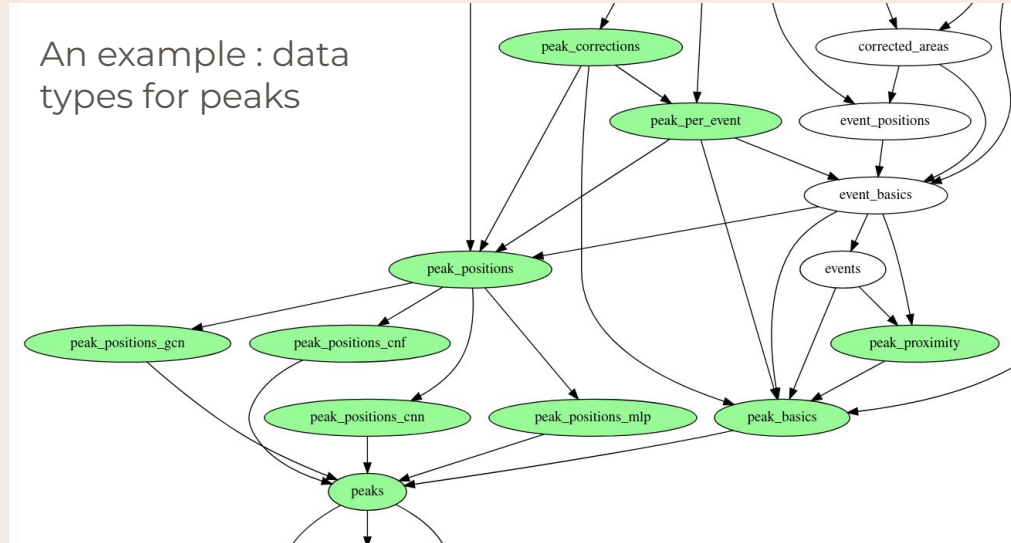 An example : data
types for peaks
peak_corrections
corrected_areas
peak_per_event
event_positions
event_basics
peak_positions
events
peak_positions_gcn
peak_positions_cnf
peak_proximity
peak_positions_cnn
peak_positions_mlp
peak_basics
peaks